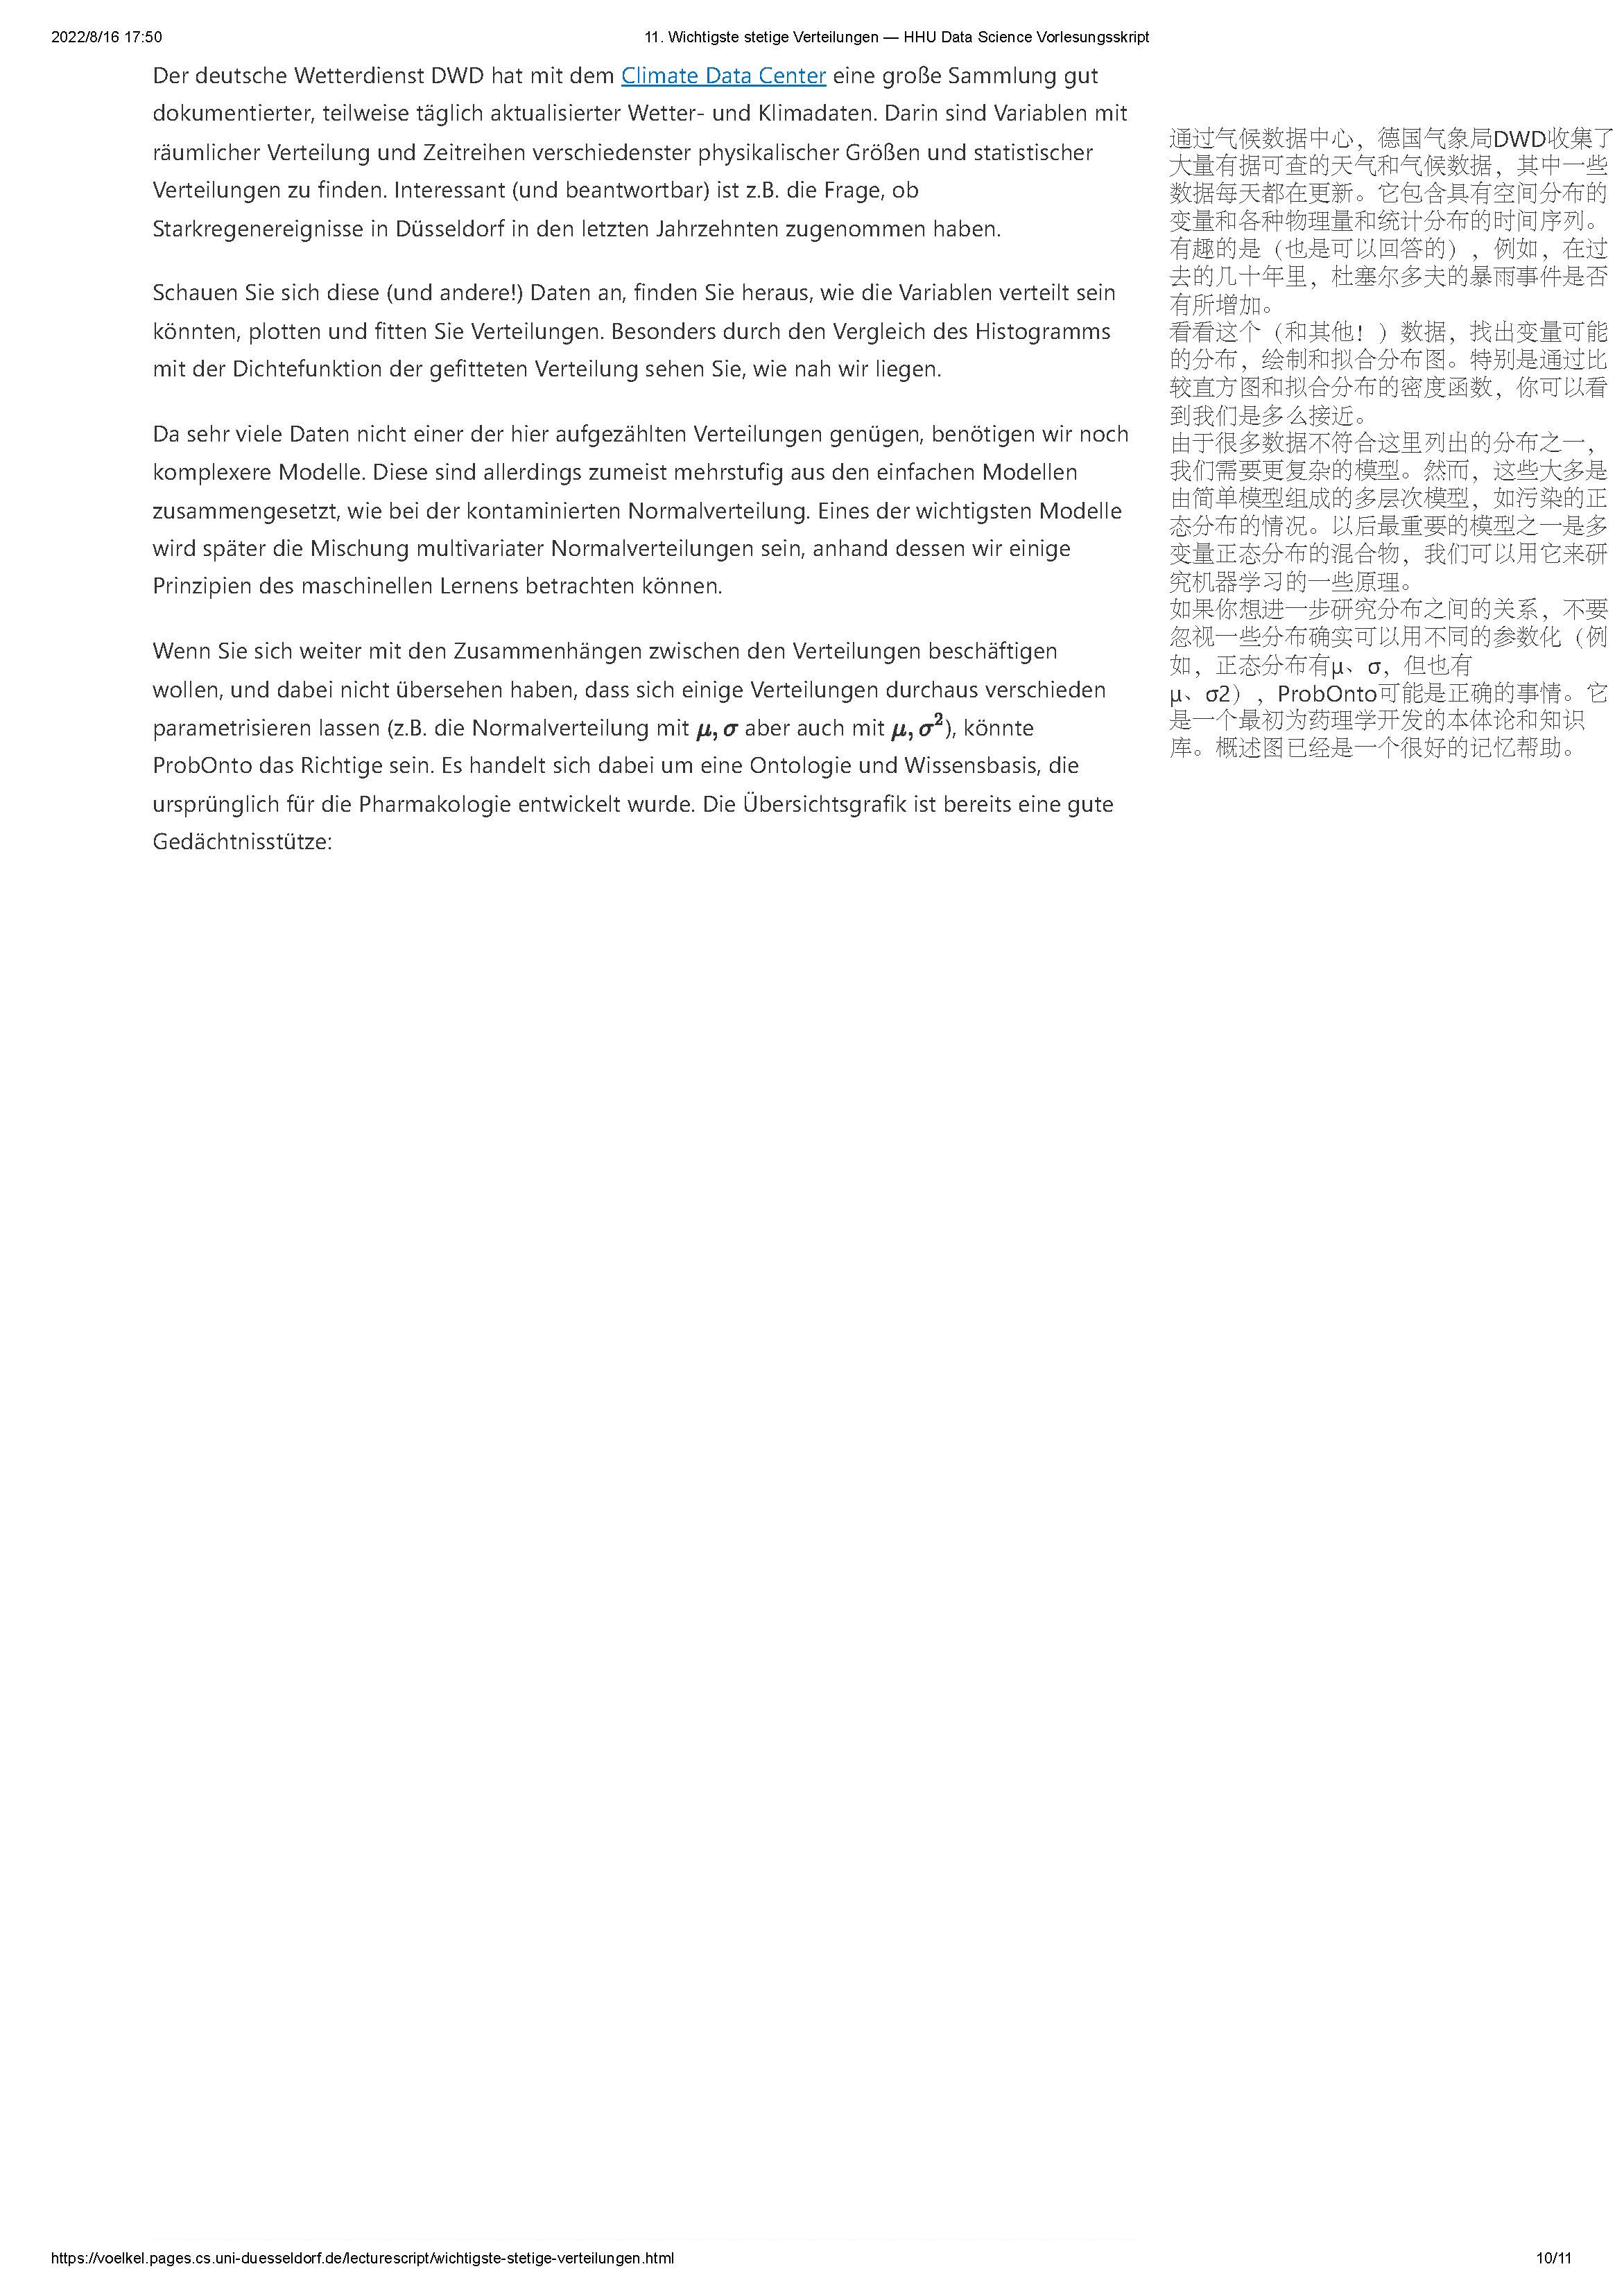 2022/8/16 17:50
11. Wichtigste stetige Verteilungen — HHU Data Science Vorlesungsskript
Der deutsche Wetterdienst DWD hat mit dem Climate Data Center eine große Sammlung gut
dokumentierter, teilweise täglich aktualisierter Wetter- und Klimadaten. Darin sind Variablen mit
räumlicher Verteilung und Zeitreihen verschiedenster physikalischer Größen und statistischer
Verteilungen zu finden. Interessant (und beantwortbar) ist z.B. die Frage, ob
Starkregenereignisse in Düsseldorf in den letzten Jahrzehnten zugenommen haben.
Schauen Sie sich diese (und andere!) Daten an, finden Sie heraus, wie die Variablen verteilt sein
könnten, plotten und fitten Sie Verteilungen. Besonders durch den Vergleich des Histogramms
mit der Dichtefunktion der gefitteten Verteilung sehen Sie, wie nah wir liegen.
Da sehr viele Daten nicht einer der hier aufgezählten Verteilungen genügen, benötigen wir noch
komplexere Modelle. Diese sind allerdings zumeist mehrstufig aus den einfachen Modellen
zusammengesetzt, wie bei der kontaminierten Normalverteilung. Eines der wichtigsten Modelle
wird später die Mischung multivariater Normalverteilungen sein, anhand dessen wir einige
Prinzipien des maschinellen Lernens betrachten können.
Wenn Sie sich weiter mit den Zusammenhängen zwischen den Verteilungen beschäftigen
wollen, und dabei nicht übersehen haben, dass sich einige Verteilungen durchaus verschieden
parametrisieren lassen (z.B. die Normalverteilung mit μ, σ aber auch mit μ, σ²), könnte
ProbOnto das Richtige sein. Es handelt sich dabei um eine Ontologie und Wissensbasis, die
ursprünglich für die Pharmakologie entwickelt wurde. Die Übersichtsgrafik ist bereits eine gute
Gedächtnisstütze:
通过气候数据中心，德国气象局DWD收集了
大量有据可查的天气和气候数据，其中一些
数据每天都在更新。它包含具有空间分布的
变量和各种物理量和统计分布的时间序列。
有趣的是（也是可以回答的），例如，在过
去的几十年里，杜塞尔多夫的暴雨事件是否
有所增加。
看看这个（和其他！）数据，找出变量可能
的分布，绘制和拟合分布图。特别是通过比
较直方图和拟合分布的密度函数，你可以看
到我们是多么接近。
由于很多数据不符合这里列出的分布之一，
我们需要更复杂的模型。然而，这些大多是
由简单模型组成的多层次模型，如污染的正
态分布的情况。以后最重要的模型之一是多
变量正态分布的混合物，我们可以用它来研
究机器学习的一些原理。
如果你想进一步研究分布之间的关系，不要
忽视一些分布确实可以用不同的参数化（例
如，正态分布有μ、σ，但也有
μ、σ2），ProbOnto可能是正确的事情。它
是一个最初为药理学开发的本体论和知识
库。概述图已经是一个很好的记忆帮助。
https://voelkel.pages.cs.uni-duesseldorf.de/lecturescript/wichtigste-stetige-verteilungen.html
10/11